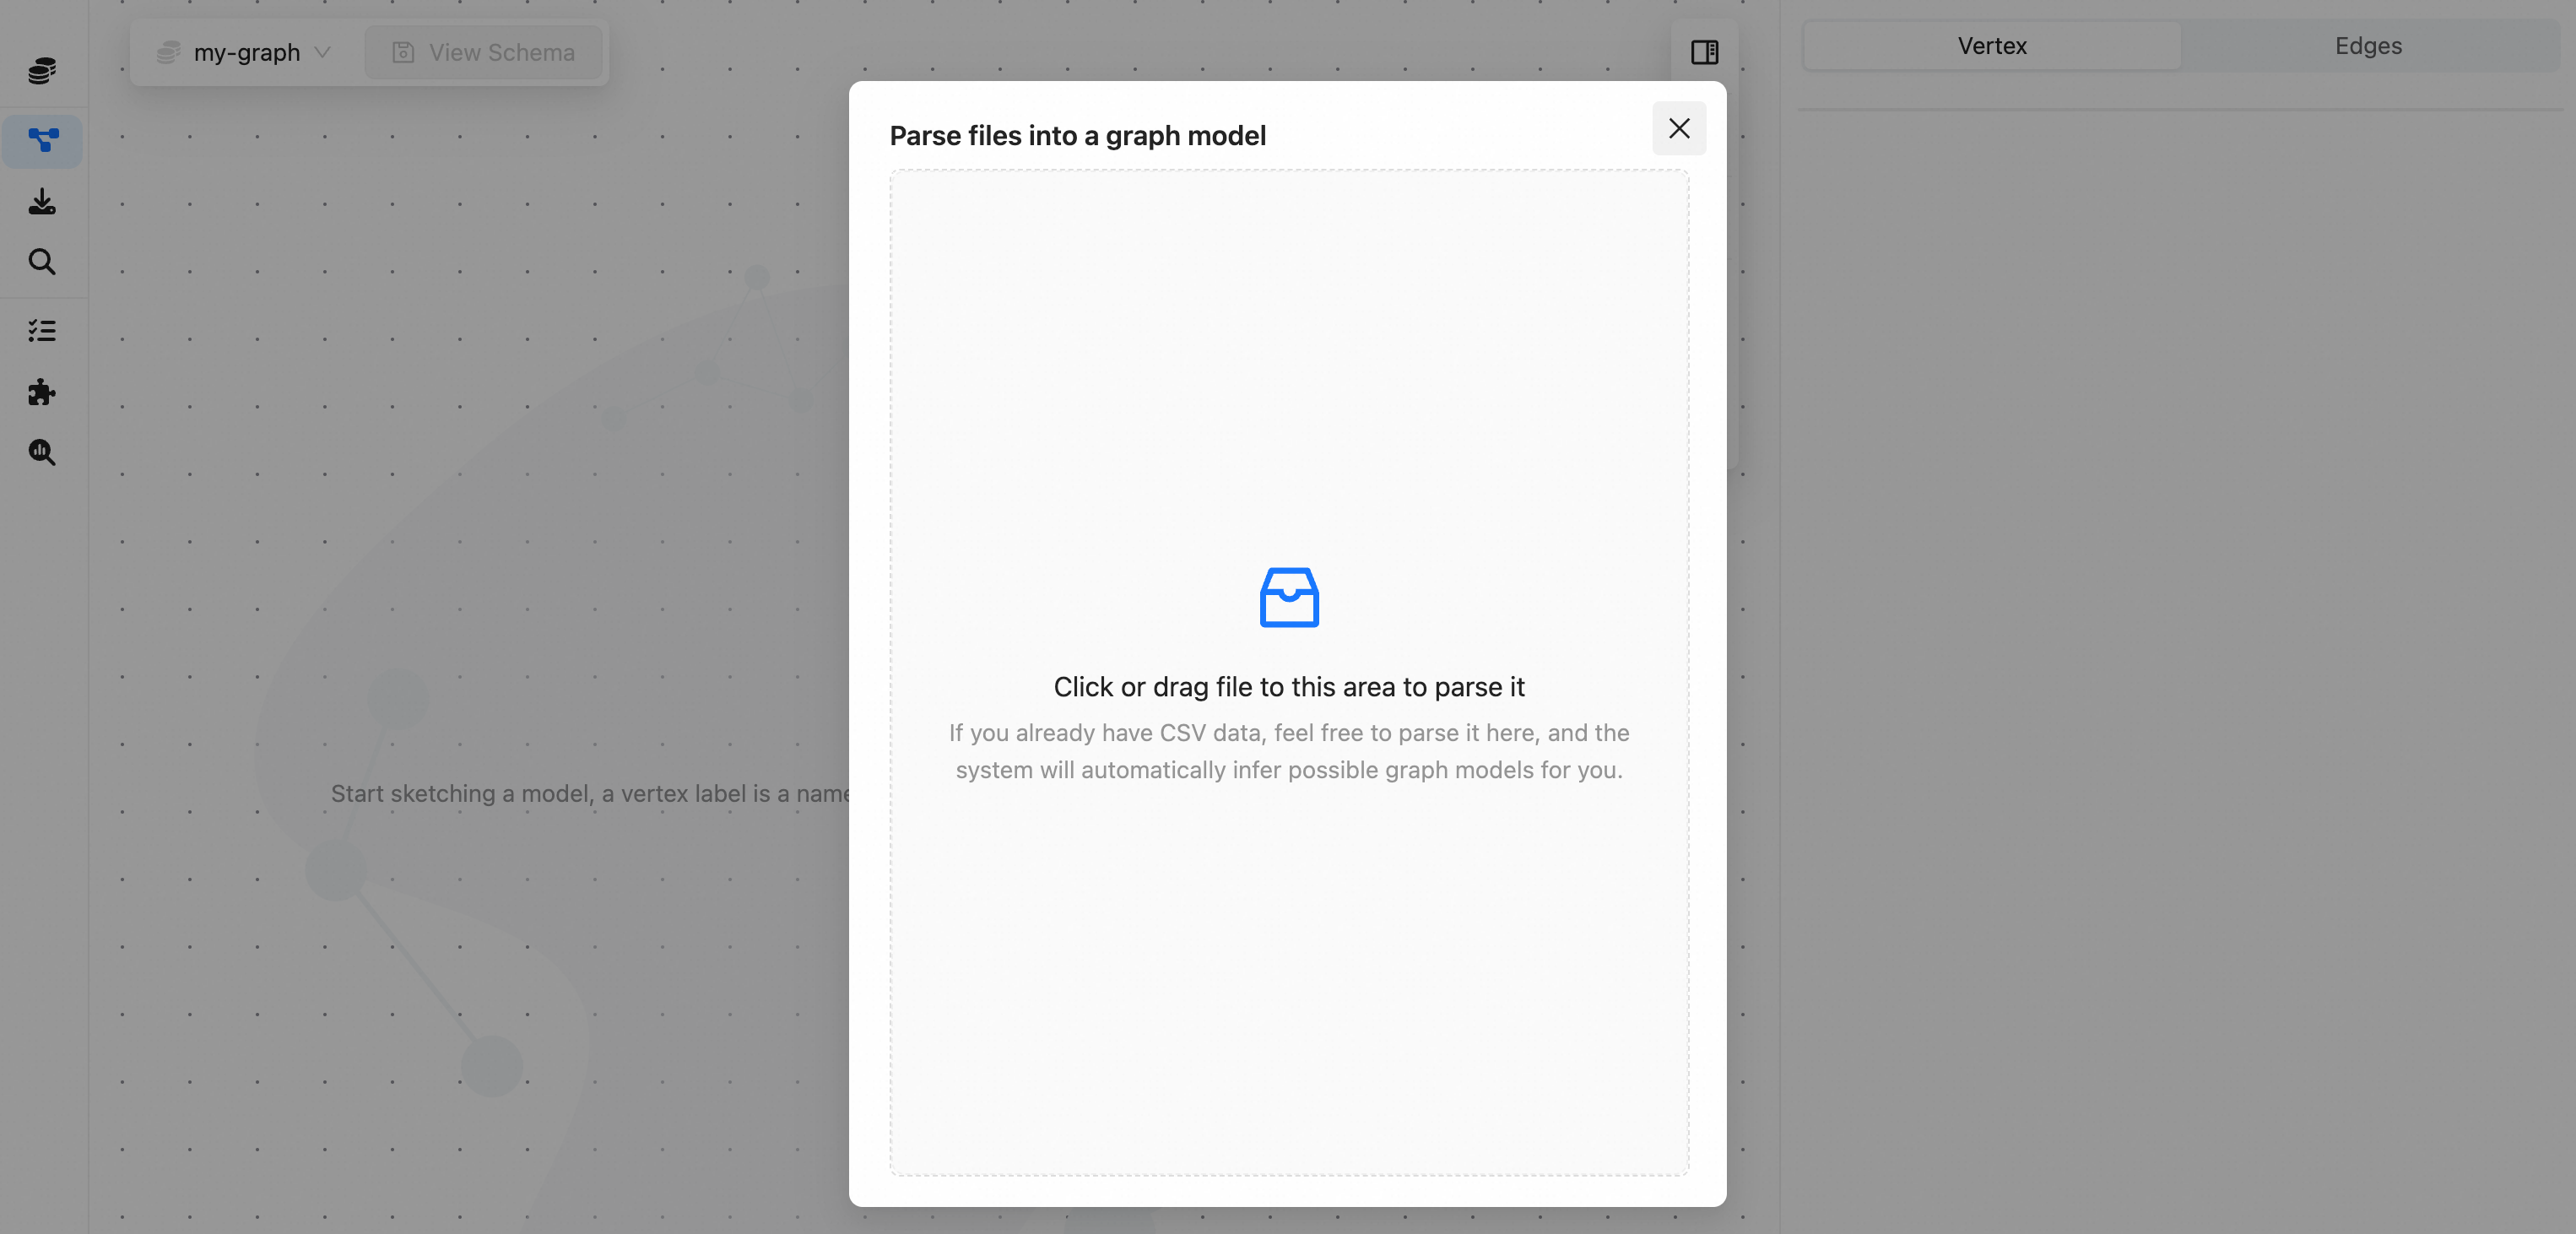 my-graph
View Schema
Vertex
Edges
Parse files into a graph model
Click or drag file to this area to parse it
If you already have CSV data, feel free to parse it here, and the
system will automatically infer possible graph models for you.
Start sketching a model, a vertex label is a name